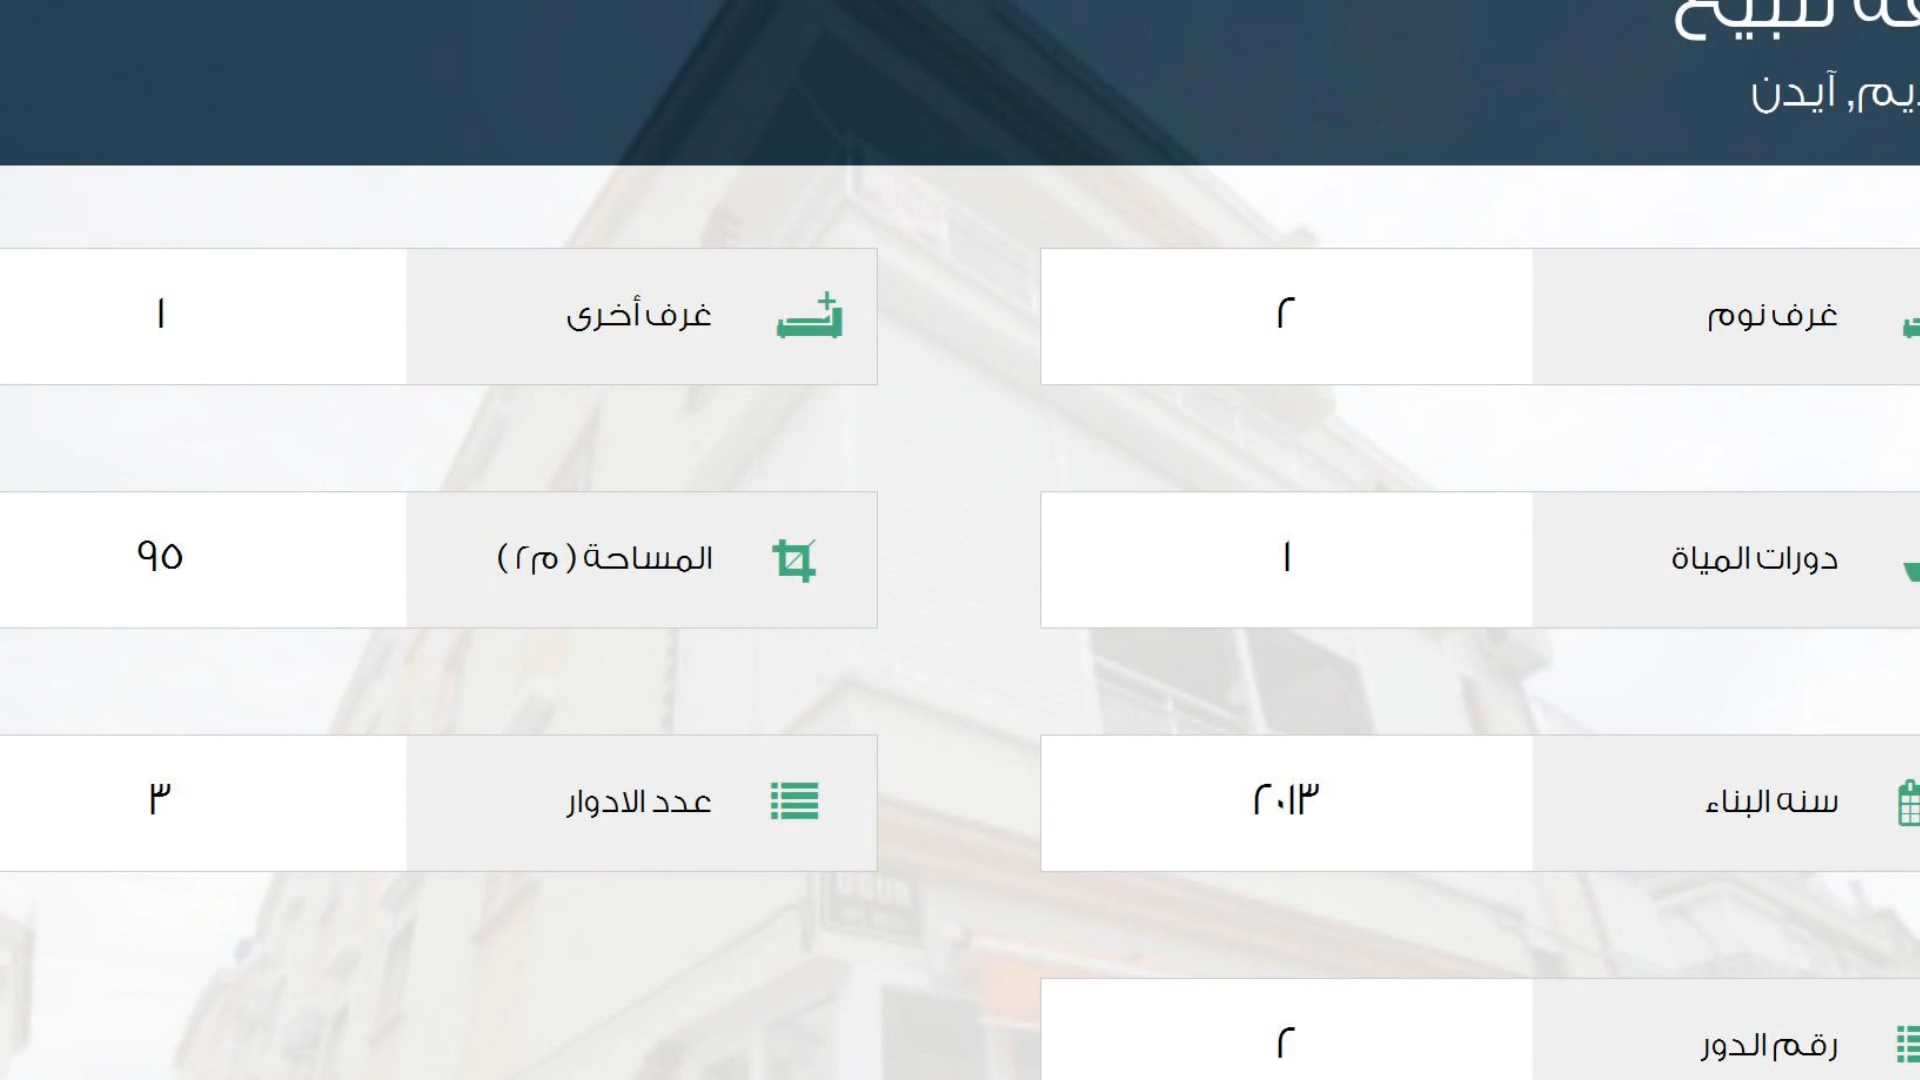 للبيع
آيدن
غرف نوم
٢
غرف أخرى
١
دورات المياة
١
المساحة ( م٢ )
٩٥
سنه البناء
٢٠١٣
عدد الادوار
٣
رقم الدور
٢